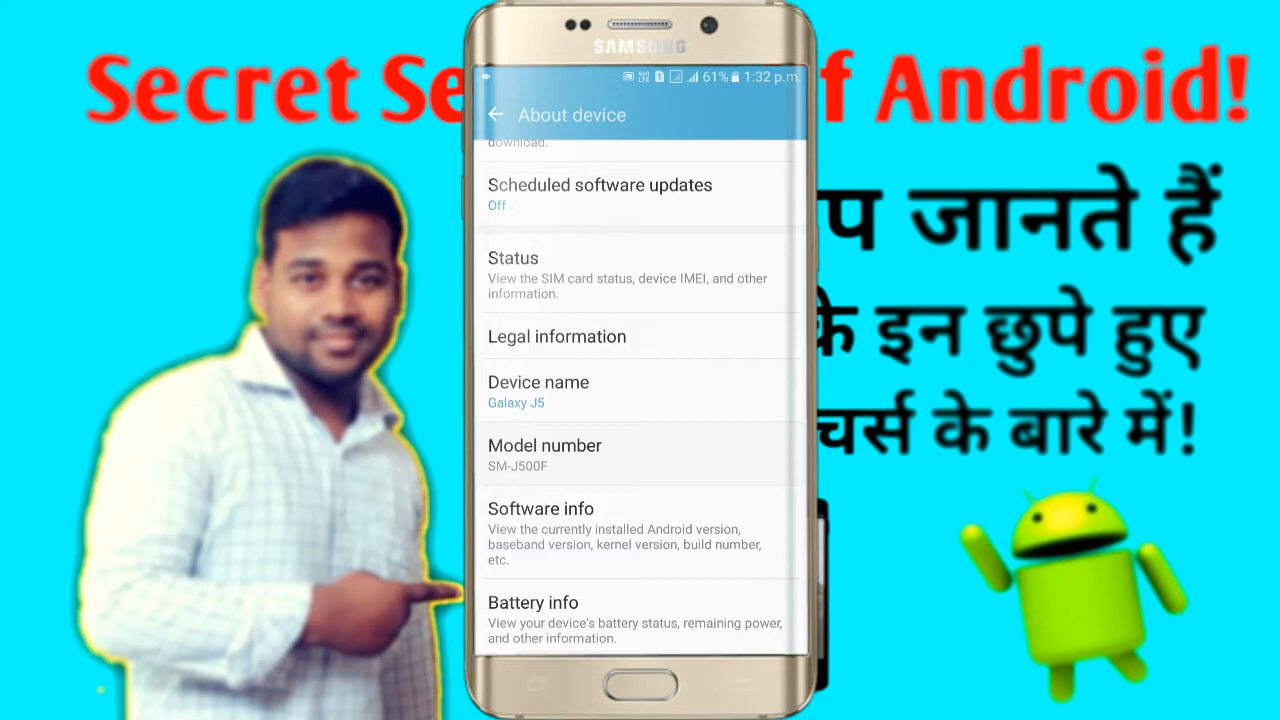 SAMSUNG
Secret Se f Android!
61% 1:32 p.m.
About device
download.
Scheduled software updates
Off
Status
View the SIM card status, device IMEI, and other
information.
Legal information
Device name
Galaxy J5
Model number
SM-J500F
Software info
View the currently installed Android version,
baseband version, kernel version, build number,
etc.
Battery info
View your device's battery status, remaining power,
and other information.
प जानते हैं
के इन छुपे हुए
चर्स के बारे में!